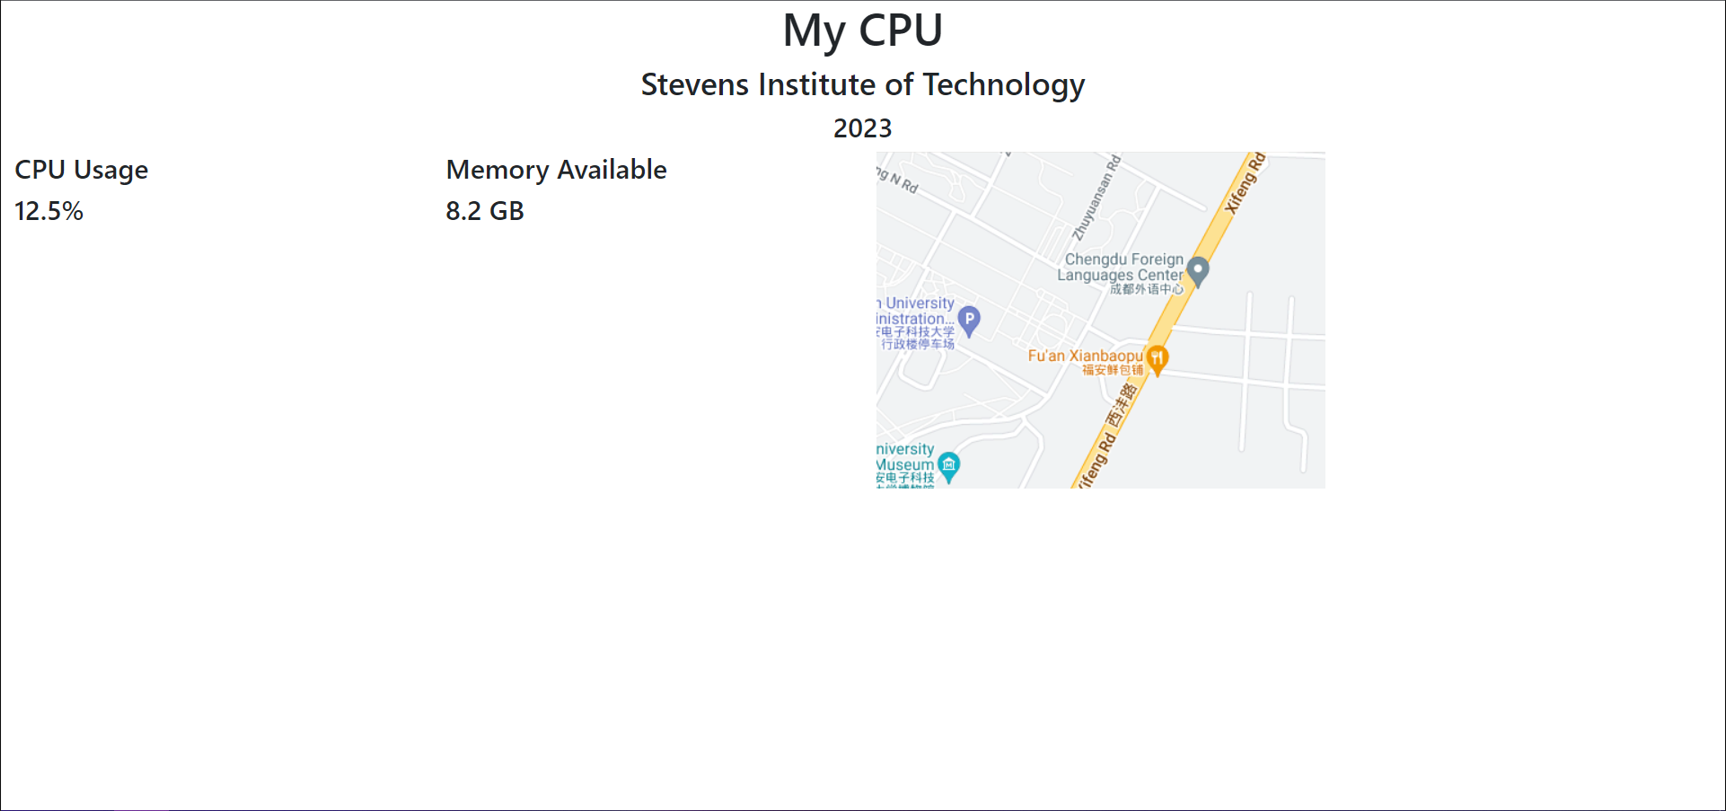 My CPU
Stevens Institute of Technology
2023
CPU Usage
12.5%
Memory Available
8.2 GB
ng N Rd
Zhuyuansan Rd
Xifeng Rd
Chengdu Foreign
Languages Center
成都外语中心
n University
inistration...
安电子科技大学
行政楼停车场
Fu'an Xianbaopu
福安鲜包铺
Xifeng Rd 西沣路
niversity
Museum
安电子科技